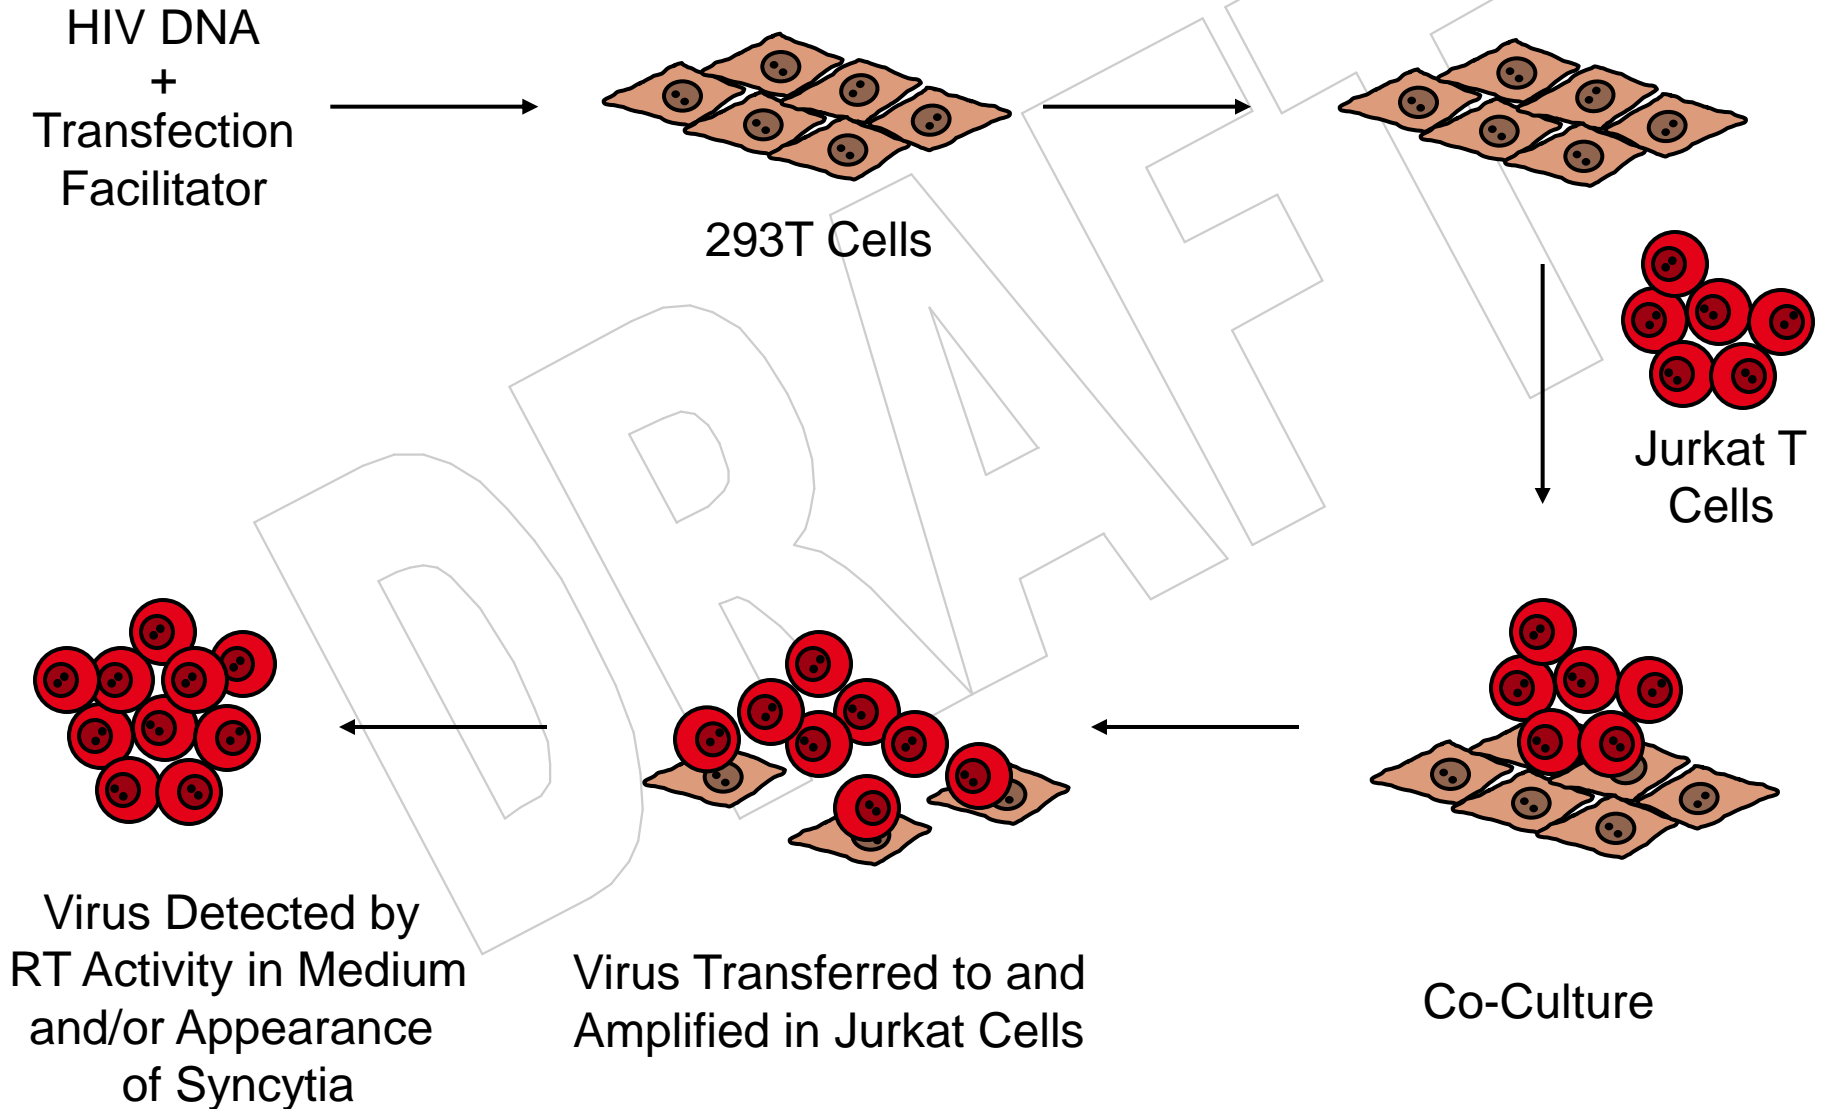 HIV DNA
+
Transfection
Facilitator
293T Cells
Jurkat T
Cells
Co-Culture
Virus Transferred to and
Amplified in Jurkat Cells
Virus Detected by
RT Activity in Medium
and/or Appearance
of Syncytia
DRAFT